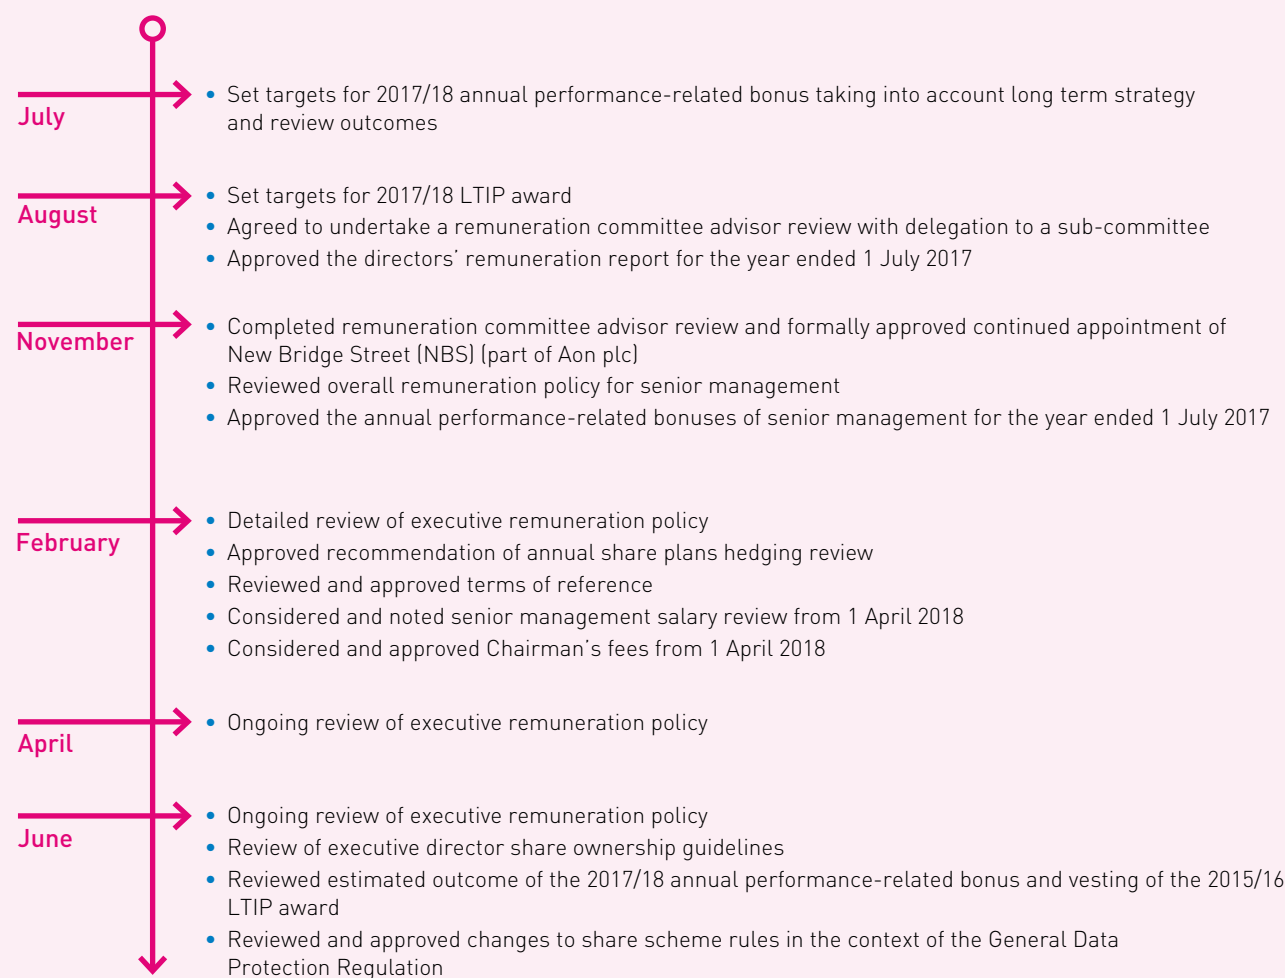 July
• Set targets for 2017/18 annual performance-related bonus taking into account long term strategy
and review outcomes
August
• Set targets for 2017/18 LTIP award
• Agreed to undertake a remuneration committee advisor review with delegation to a sub-committee
• Approved the directors’ remuneration report for the year ended 1 July 2017
November
• Completed remuneration committee advisor review and formally approved continued appointment of
New Bridge Street (NBS) (part of Aon plc)
• Reviewed overall remuneration policy for senior management
• Approved the annual performance-related bonuses of senior management for the year ended 1 July 2017
February
• Detailed review of executive remuneration policy
• Approved recommendation of annual share plans hedging review
• Reviewed and approved terms of reference
• Considered and noted senior management salary review from 1 April 2018
• Considered and approved Chairman’s fees from 1 April 2018
April
• Ongoing review of executive remuneration policy
June
• Ongoing review of executive remuneration policy
• Review of executive director share ownership guidelines
• Reviewed estimated outcome of the 2017/18 annual performance-related bonus and vesting of the 2015/16
LTIP award
• Reviewed and approved changes to share scheme rules in the context of the General Data
Protection Regulation